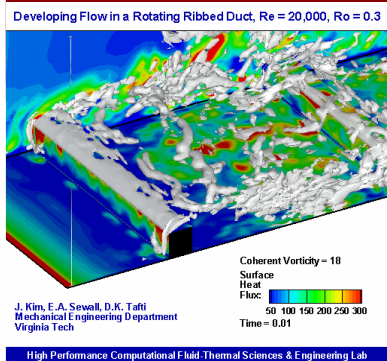 Developing Flow in a Rotating Ribbed Duct, Re = 20,000, Ro = 0.3
Coherent Vorticity = 18
Surface
Heat
Flux:
50 100 150 200 250 300
Time = 0.01
J. Kim, E.A. Sewall, D.K. Tafti
Mechanical Engineering Department
Virginia Tech
High Performance Computational Fluid-Thermal Sciences & Engineering Lab